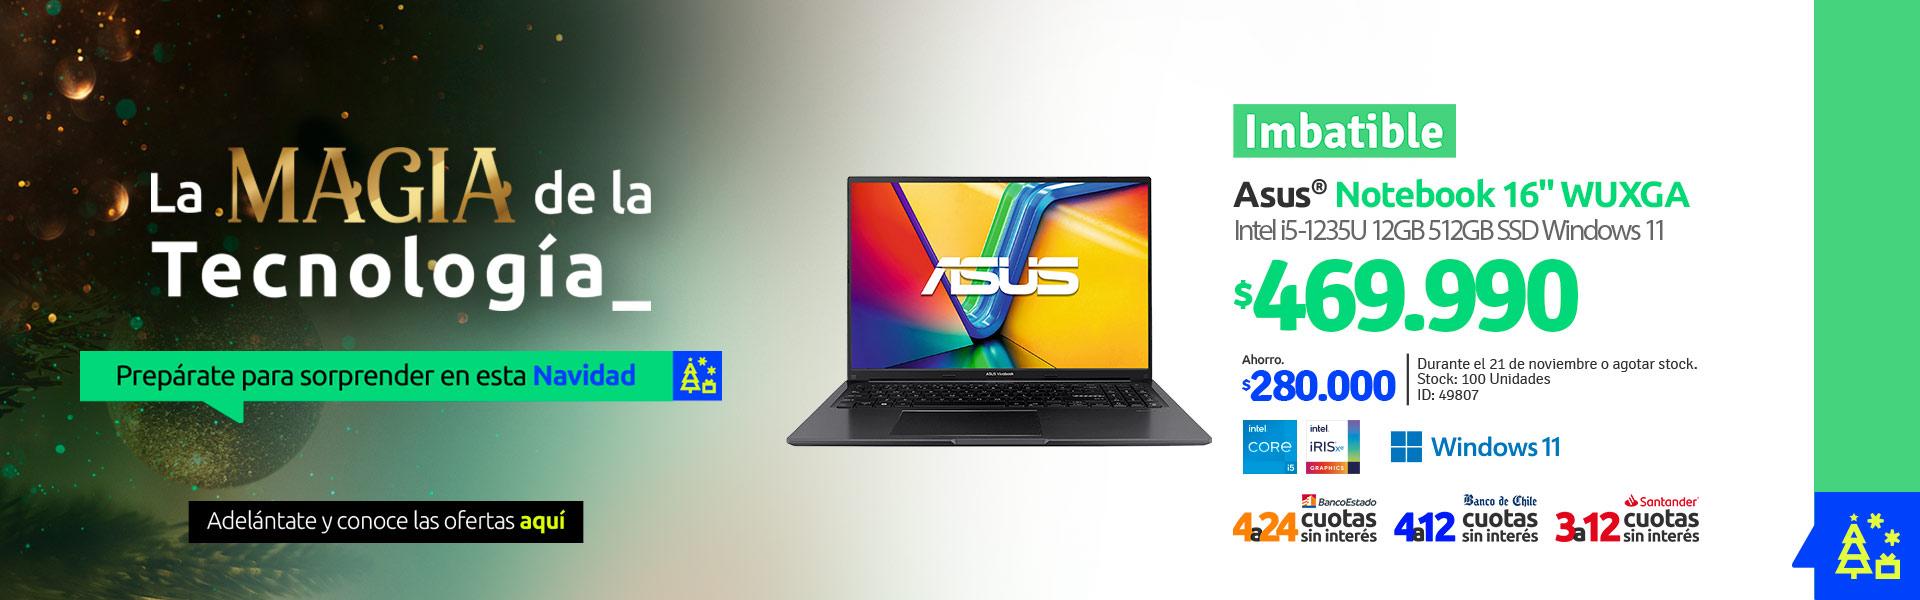 La MAGIA de la
Tecnología_
Prepárate para sorprender en esta Navidad
Adelántate y conoce las ofertas aquí
ASUS
ASUS Vivobook
Imbatible
Asus® Notebook 16" WUXGA
Intel i5-1235U 12GB 512GB SSD Windows 11
$469.990
Ahorro.
$280.000
Durante el 21 de noviembre o agotar stock.
Stock: 100 Unidades
ID: 49807
intel
CORE
i5
intel.
iRIS xe
GRAPHICS
Windows 11
BancoEstado
4a24 cuotas
sin interés
Banco de Chile
4a12 cuotas
sin interés
Santander
3a12 cuotas
sin interés